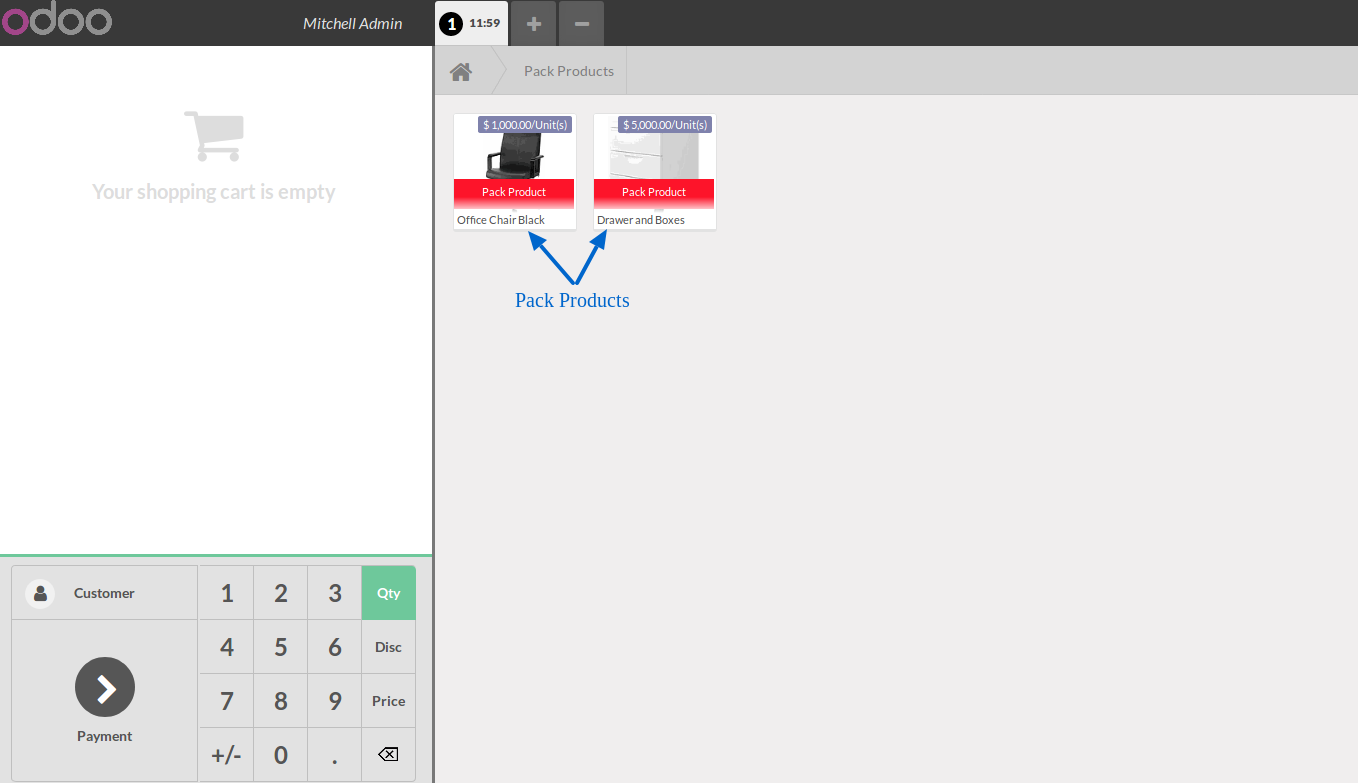 odoo
Mitchell Admin
1 11:59
Pack Products
Your shopping cart is empty
$ 1,000.00/Unit(s)
Pack Product
Office Chair Black
$ 5,000.00/Unit(s)
Pack Product
Drawer and Boxes
Pack Products
Customer
Payment
1 2 3 Qty
4 5 6 Disc
7 8 9 Price
+/- 0 .